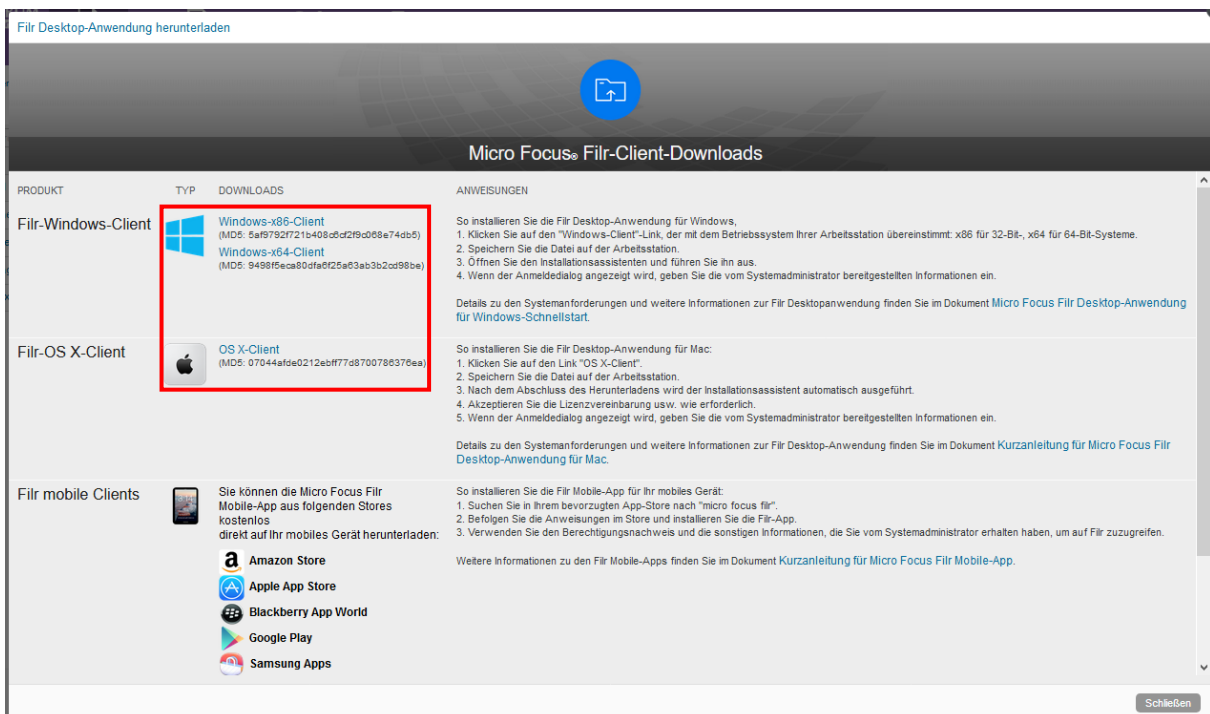 Filr Desktop-Anwendung herunterladen
Micro Focus® Filr-Client-Downloads
PRODUKT TYP DOWNLOADS ANWEISUNGEN
Filr-Windows-Client
Windows-x86-Client
(MD5: 5af9792f721b408c6cf2f9c068e74db5)
Windows-x64-Client
(MD5: 9498f5eca80dfa6f25a63ab3b2cd98be)
So installieren Sie die Filr Desktop-Anwendung für Windows,
1. Klicken Sie auf den "Windows-Client"-Link, der mit dem Betriebssystem Ihrer Arbeitsstation übereinstimmt: x86 für 32-Bit-, x64 für 64-Bit-Systeme.
2. Speichern Sie die Datei auf der Arbeitsstation.
3. Öffnen Sie den Installationsassistenten und führen Sie ihn aus.
4. Wenn der Anmeldedialog angezeigt wird, geben Sie die vom Systemadministrator bereitgestellten Informationen ein.
Details zu den Systemanforderungen und weitere Informationen zur Filr Desktopanwendung finden Sie im Dokument Micro Focus Filr Desktop-Anwendung
für Windows-Schnellstart.
Filr-OS X-Client
OS X-Client
(MD5: 07044afde0212ebff77d8700786376ea)
So installieren Sie die Filr Desktop-Anwendung für Mac:
1. Klicken Sie auf den Link "OS X-Client".
2. Speichern Sie die Datei auf der Arbeitsstation.
3. Nach dem Abschluss des Herunterladens wird der Installationsassistent automatisch ausgeführt.
4. Akzeptieren Sie die Lizenzvereinbarung usw. wie erforderlich.
5. Wenn der Anmeldedialog angezeigt wird, geben Sie die vom Systemadministrator bereitgestellten Informationen ein.
Details zu den Systemanforderungen und weitere Informationen zur Filr Desktop-Anwendung finden Sie im Dokument Kurzanleitung für Micro Focus Filr
Desktop-Anwendung für Mac.
Filr mobile Clients
Sie können die Micro Focus Filr
Mobile-App aus folgenden Stores
kostenlos
direkt auf Ihr mobiles Gerät herunterladen:
Amazon Store
Apple App Store
Blackberry App World
Google Play
Samsung Apps
So installieren Sie die Filr Mobile-App für Ihr mobiles Gerät:
1. Suchen Sie in Ihrem bevorzugten App-Store nach "micro focus filr".
2. Befolgen Sie die Anweisungen im Store und installieren Sie die Filr-App.
3. Verwenden Sie den Berechtigungsnachweis und die sonstigen Informationen, die Sie vom Systemadministrator erhalten haben, um auf Filr zuzugreifen.
Weitere Informationen zu den Filr Mobile-Apps finden Sie im Dokument Kurzanleitung für Micro Focus Filr Mobile-App.
Schließen